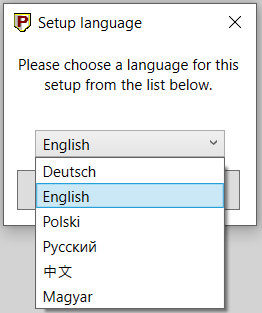 Setup language
Please choose a language for this
setup from the list below.
English
Deutsch
English
Polski
Русский
中文
Magyar